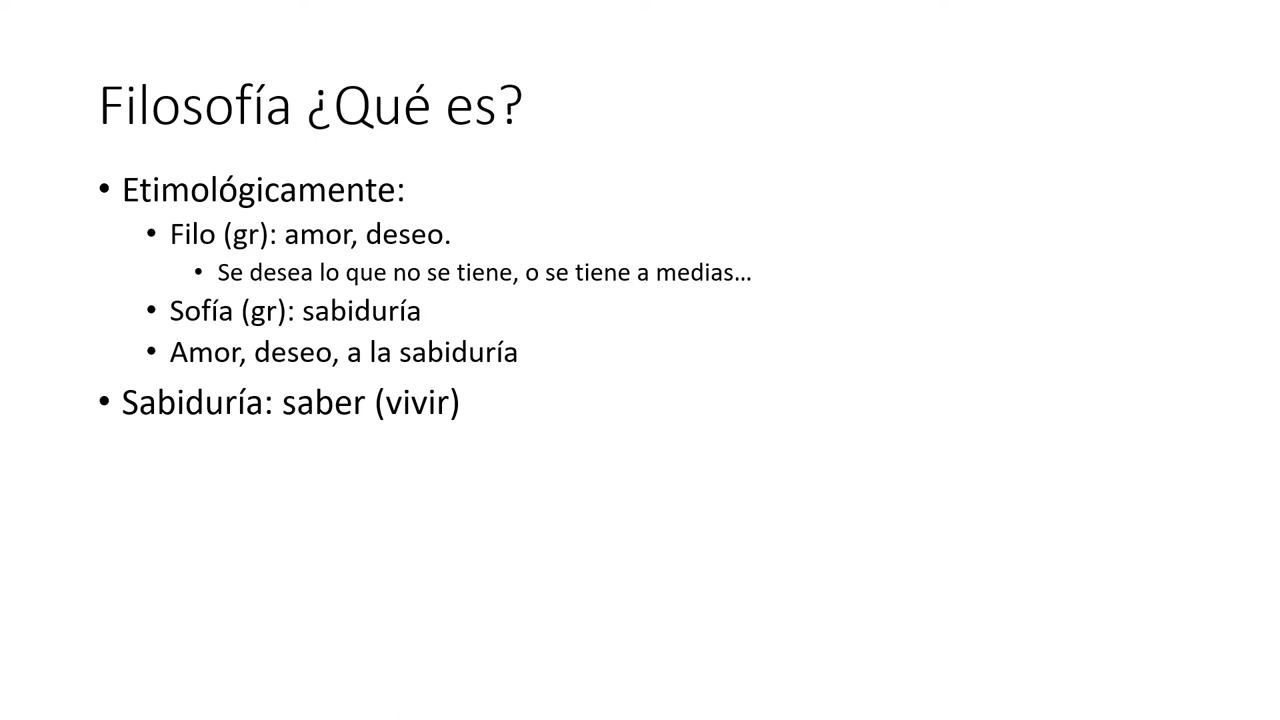 Filosofía ¿Qué es?
• Etimológicamente:
• Filo (gr): amor, deseo.
• Se desea lo que no se tiene, o se tiene a medias…
• Sofía (gr): sabiduría
• Amor, deseo, a la sabiduría
• Sabiduría: saber (vivir)